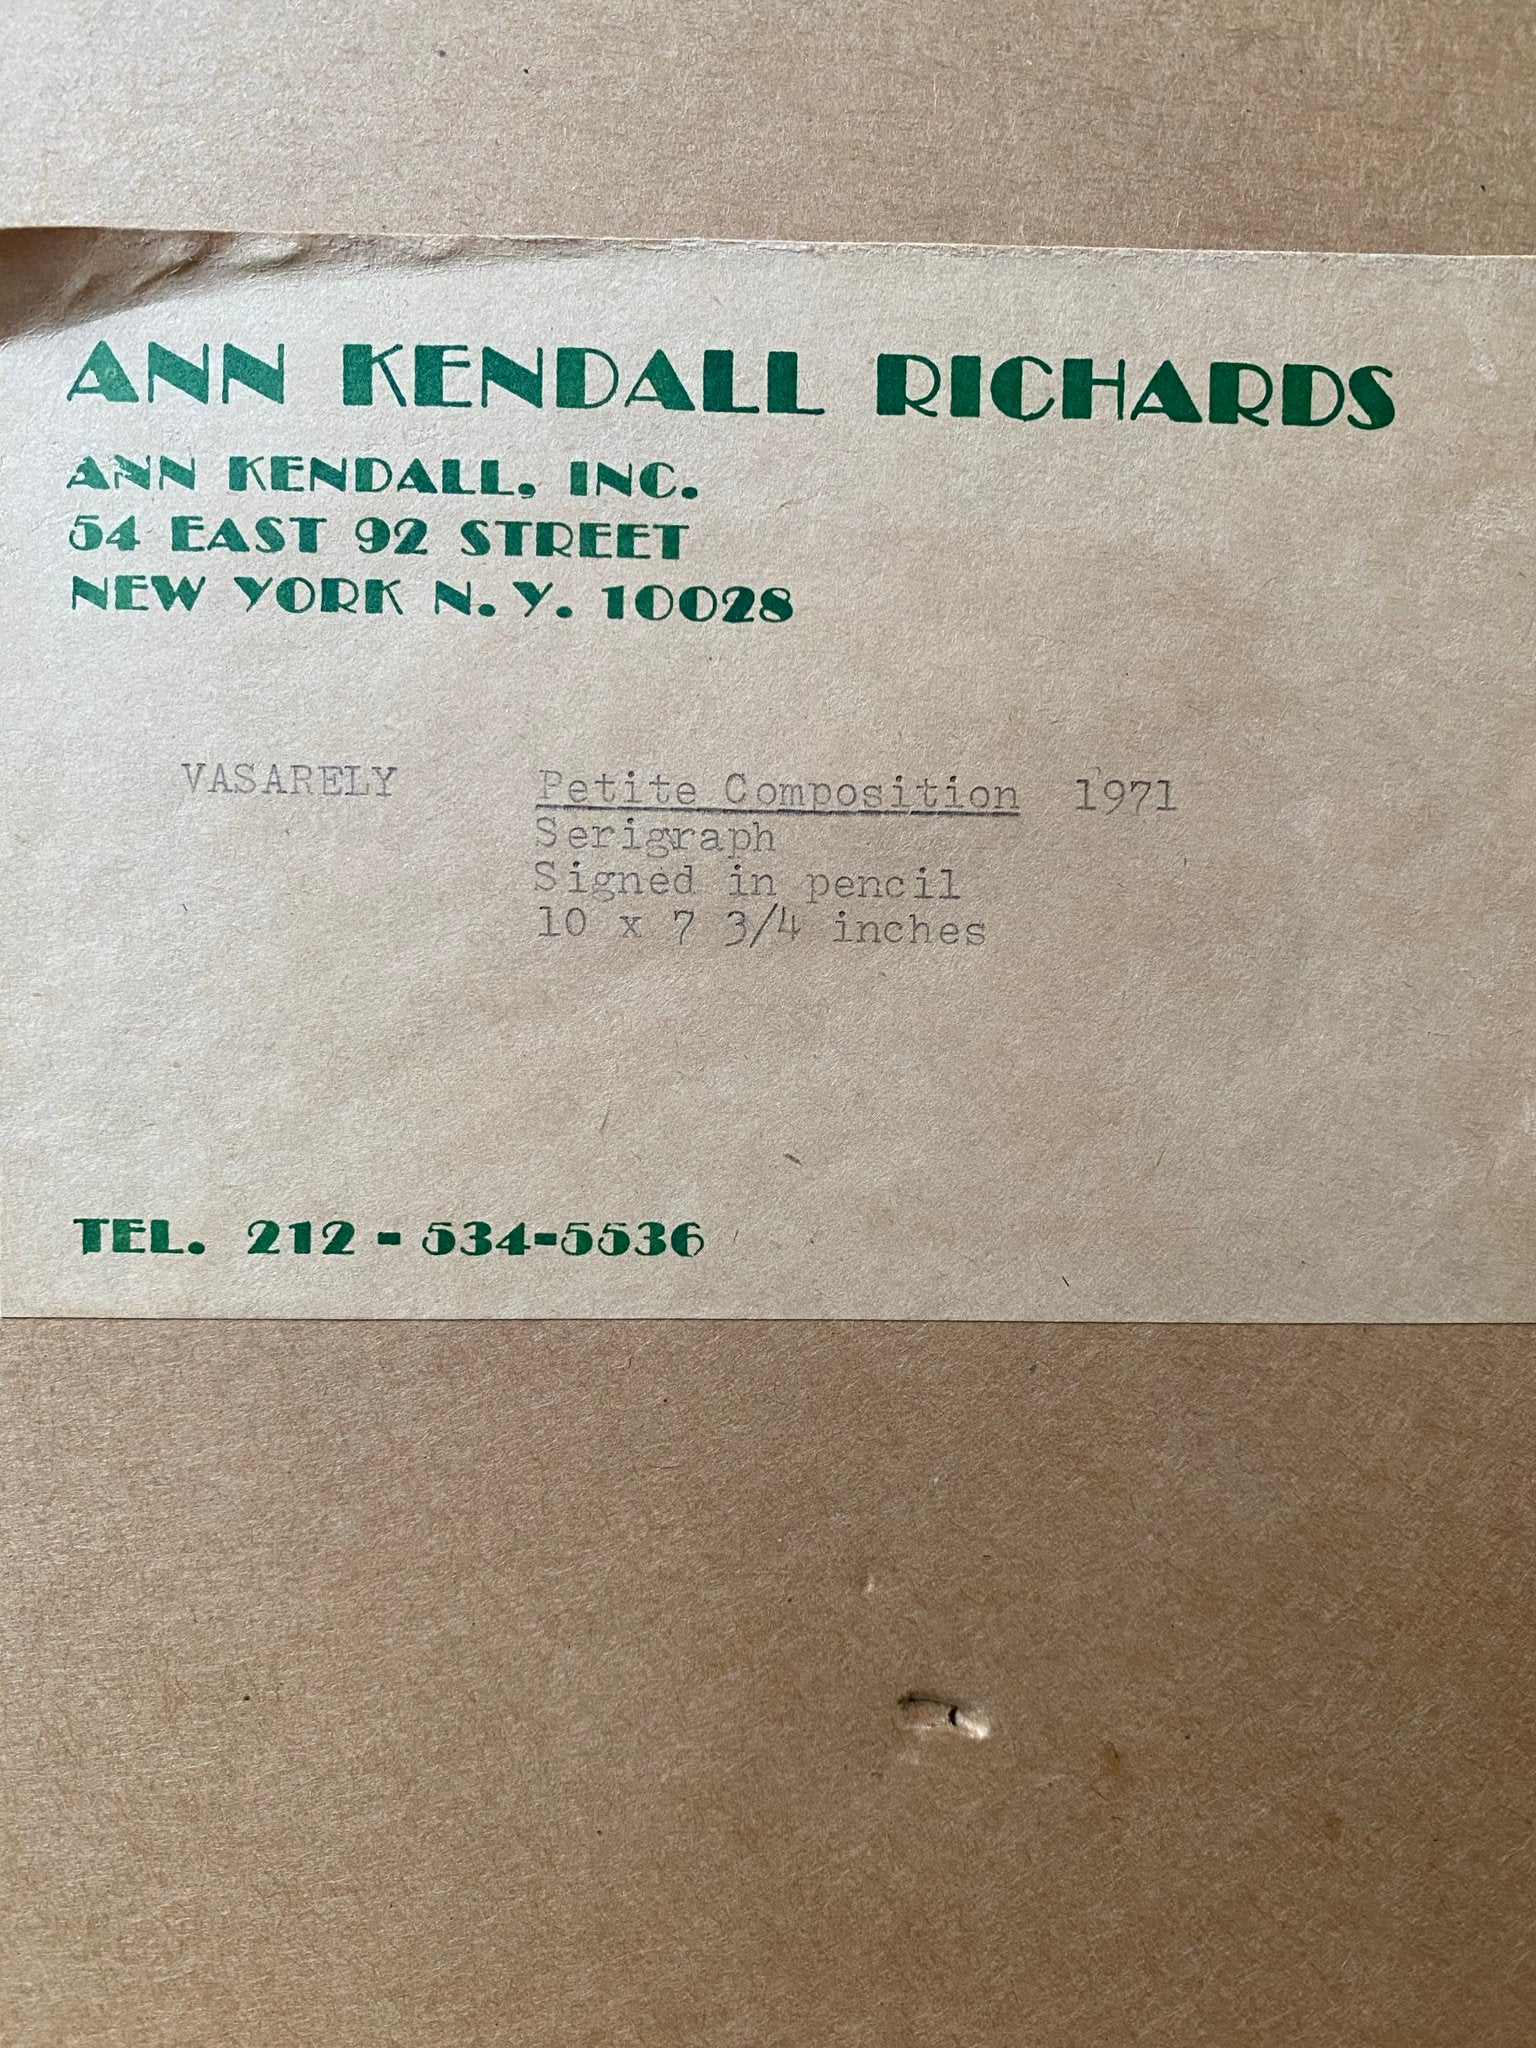 ANN KENDALL RICHARDS
ANN KENDALL, INC.
54 EAST 92 STREET
NEW YORK N.Y. 10028
VASARELY Petite Composition 1971
Serigraph
Signed in pencil
10 x 7 3/4 inches
TEL. 212 - 534-5536